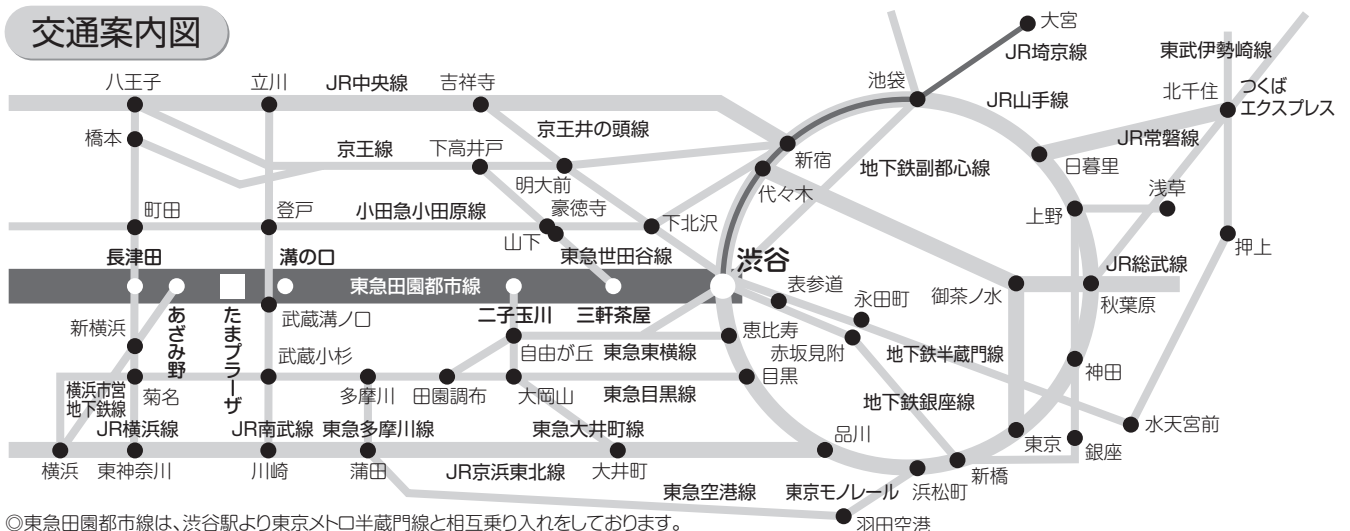 交通案内図
大宮
JR埼京線
東武伊勢崎線
八王子
立川
JR中央線
吉祥寺
池袋
JR山手線
北千住
つくば
エクスプレス
橋本
京王線
下高井戸
京王井の頭線
新宿
地下鉄副都心線
JR常磐線
日暮里
明大前
代々木
浅草
町田
登戸
小田急小田原線
豪徳寺
下北沢
上野
山下
押上
長津田
溝の口
東急世田谷線
渋谷
JR総武線
東急田園都市線
表参道
永田町
御茶ノ水
秋葉原
新横浜
あざみ野
たまプラーザ
武蔵溝ノ口
二子玉川
三軒茶屋
恵比寿
自由が丘
東急東横線
赤坂見附
地下鉄半蔵門線
武蔵小杉
目黒
神田
横浜市営
地下鉄線
菊名
多摩川
田園調布
大岡山
東急目黒線
地下鉄銀座線
JR横浜線
JR南武線
東急多摩川線
東急大井町線
品川
水天宮前
東京
銀座
横浜
東神奈川
川崎
蒲田
JR京浜東北線
大井町
新橋
東急空港線
東京モノレール
浜松町
羽田空港
◎東急田園都市線は、渋谷駅より東京メトロ半蔵門線と相互乗り入れをしております。